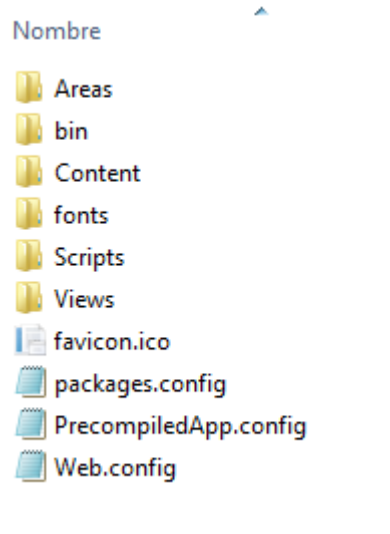 Nombre
Areas
bin
Content
fonts
Scripts
Views
favicon.ico
packages.config
PrecompiledApp.config
Web.config